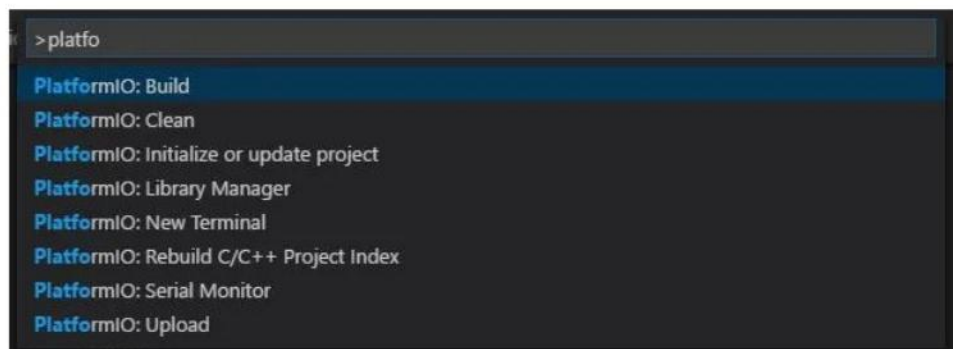 >platfo
PlatformIO: Build
PlatformIO: Clean
PlatformIO: Initialize or update project
PlatformIO: Library Manager
PlatformIO: New Terminal
PlatformIO: Rebuild C/C++ Project Index
PlatformIO: Serial Monitor
PlatformIO: Upload